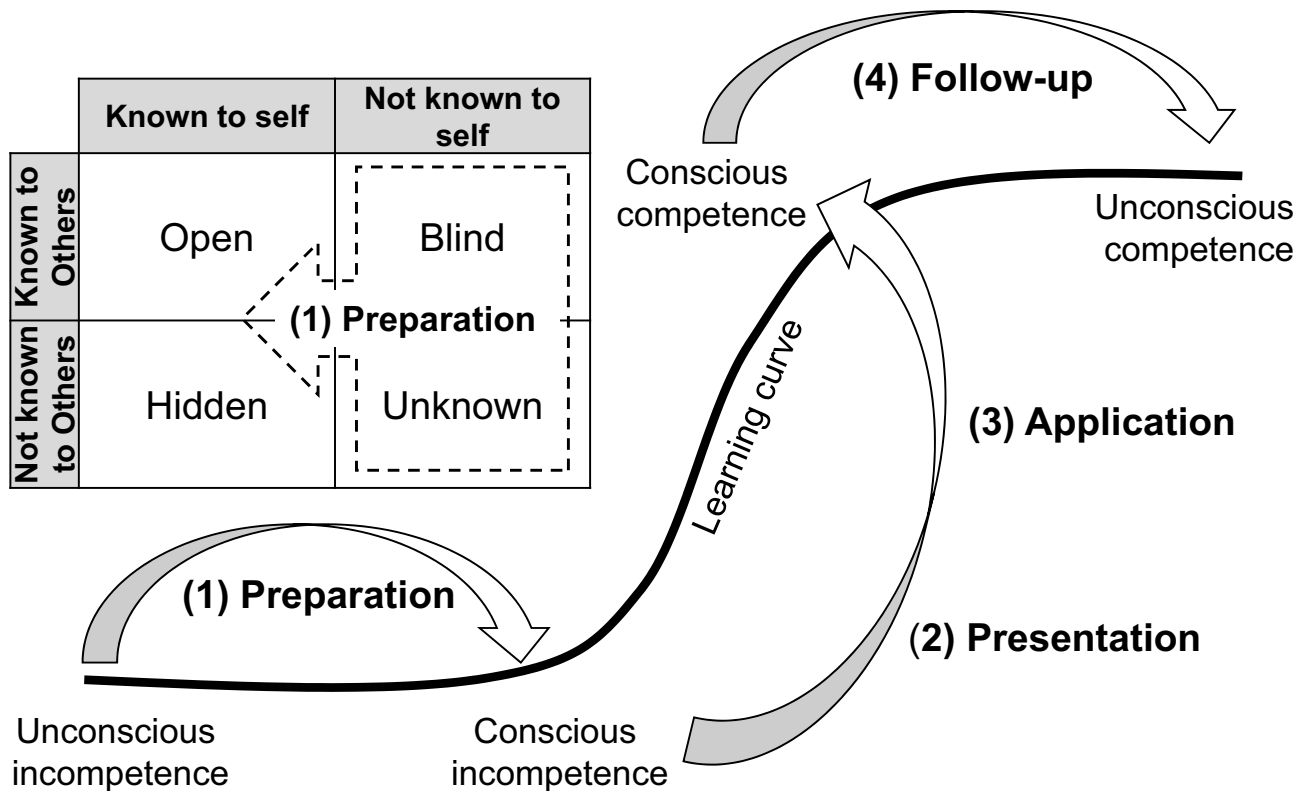 Known to self
Not known to
self
Known to
Others
Open
Blind
(1) Preparation
Not known
to Others
Hidden
Unknown
(4) Follow-up
Conscious
competence
Unconscious
competence
Learning curve
(3) Application
(2) Presentation
(1) Preparation
Unconscious
incompetence
Conscious
incompetence